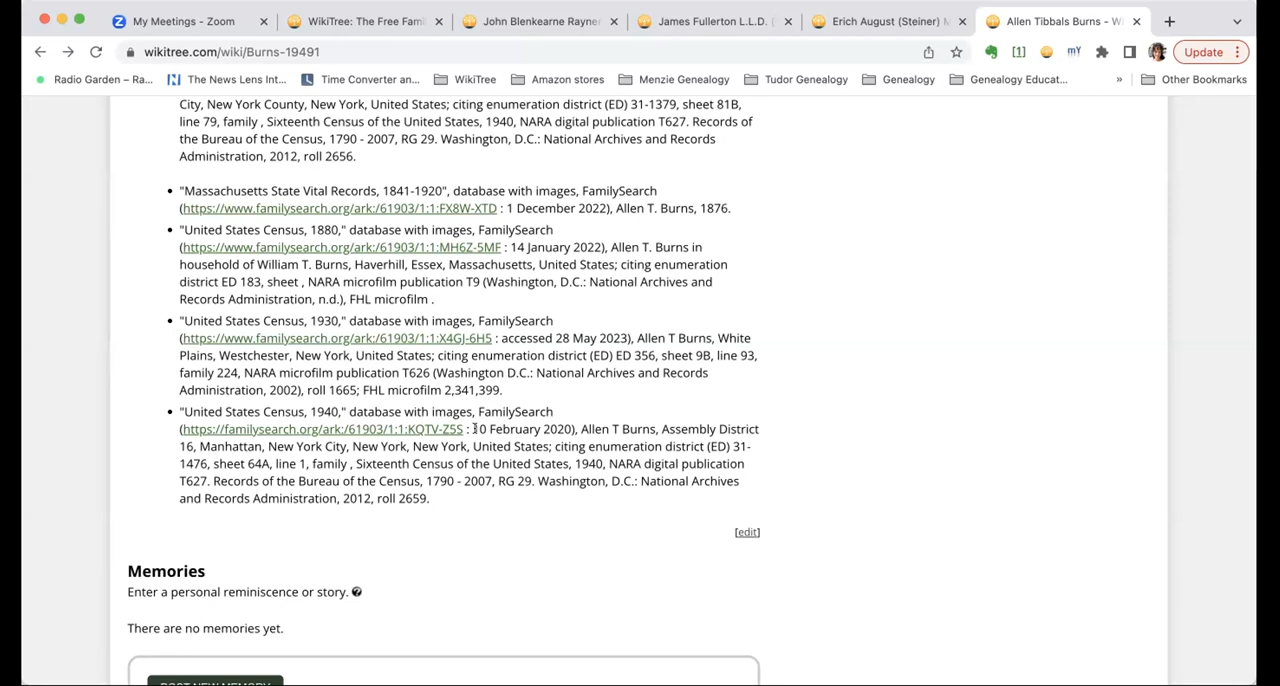 My Meetings - Zoom
WikiTree: The Free Fam
John Blenkearne Rayne
James Fullerton L.L.D. (
Erich August (Steiner) M
Allen Tibbals Burns - W
wikitree.com/wiki/Burns-19491
[1]
mY
Update
Radio Garden – Ra...
The News Lens Int...
Time Converter an...
WikiTree
Amazon stores
Menzie Genealogy
Tudor Genealogy
Genealogy
Genealogy Educat...
»
Other Bookmarks
City, New York County, New York, United States; citing enumeration district (ED) 31-1379, sheet 81B,
line 79, family , Sixteenth Census of the United States, 1940, NARA digital publication T627. Records of
the Bureau of the Census, 1790 - 2007, RG 29. Washington, D.C.: National Archives and Records
Administration, 2012, roll 2656.
"Massachusetts State Vital Records, 1841-1920", database with images, FamilySearch
(https://www.familysearch.org/ark:/61903/1:1:FX8W-XTD : 1 December 2022), Allen T. Burns, 1876.
"United States Census, 1880," database with images, FamilySearch
(https://www.familysearch.org/ark:/61903/1:1:MH6Z-5MF : 14 January 2022), Allen T. Burns in
household of William T. Burns, Haverhill, Essex, Massachusetts, United States; citing enumeration
district ED 183, sheet , NARA microfilm publication T9 (Washington, D.C.: National Archives and
Records Administration, n.d.), FHL microfilm .
"United States Census, 1930," database with images, FamilySearch
(https://www.familysearch.org/ark:/61903/1:1:X4GJ-6H5 : accessed 28 May 2023), Allen T Burns, White
Plains, Westchester, New York, United States; citing enumeration district (ED) ED 356, sheet 9B, line 93,
family 224, NARA microfilm publication T626 (Washington D.C.: National Archives and Records
Administration, 2002), roll 1665; FHL microfilm 2,341,399.
"United States Census, 1940," database with images, FamilySearch
(https://familysearch.org/ark:/61903/1:1:KQTV-Z5S : February 2020), Allen T Burns, Assembly District
16, Manhattan, New York City, New York, New York, United States; citing enumeration district (ED) 31-
1476, sheet 64A, line 1, family , Sixteenth Census of the United States, 1940, NARA digital publication
T627. Records of the Bureau of the Census, 1790 - 2007, RG 29. Washington, D.C.: National Archives
and Records Administration, 2012, roll 2659.
[edit]
Memories
Enter a personal reminiscence or story.
There are no memories yet.
POST NEW MEMORY